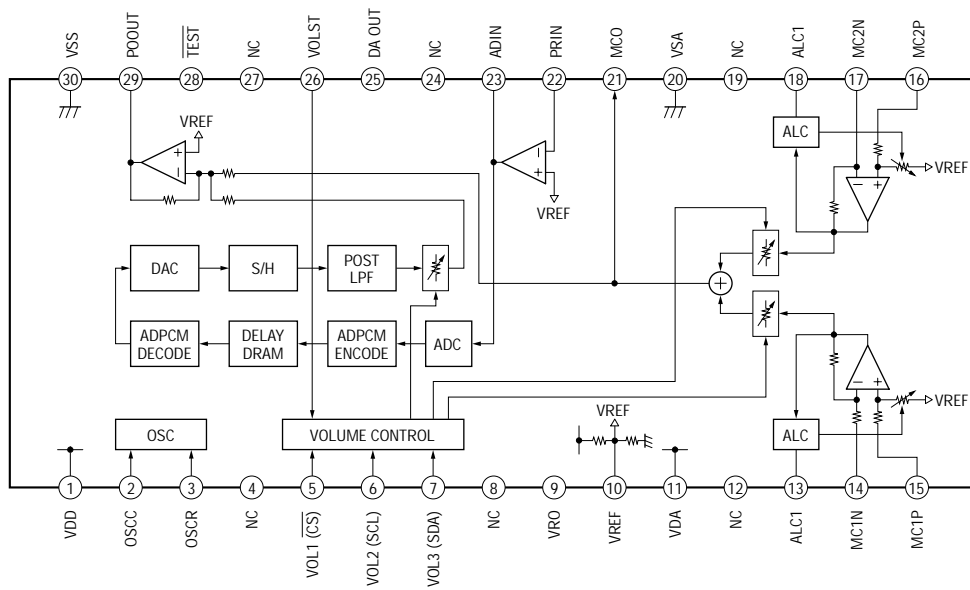 VSS
POOUT
TEST
NC
VOLST
DA OUT
NC
ADIN
PRIN
MCO
VSA
NC
ALC1
MC2N
MC2P
30
29
28
27
26
25
24
23
22
21
20
19
18
17
16
VREF
+
−
−
+
VREF
ALC
VREF
−
+
DAC
S/H
POST
LPF
+
ADPCM
DECODE
DELAY
DRAM
ADPCM
ENCODE
ADC
−
+
VREF
OSC
VOLUME CONTROL
VREF
ALC
1
2
3
4
5
6
7
8
9
10
11
12
13
14
15
VDD
OSCC
OSCR
NC
VOL1 (CS)
VOL2 (SCL)
VOL3 (SDA)
NC
VRO
VREF
VDA
NC
ALC1
MC1N
MC1P